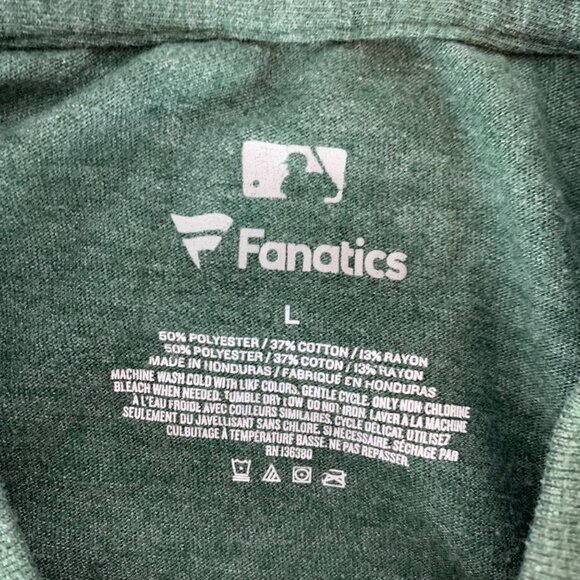 Fanatics
L
50% POLYESTER / 37% COTTON / 13% RAYON
50% POLYESTER / 37% COTON / 13% RAYON
MADE IN HONDURAS / FABRIQUÉ EN HONDURAS
MACHINE WASH COLD WITH LIKE COLORS. GENTLE CYCLE. ONLY NON-CHLORINE
BLEACH WHEN NEEDED. TUMBLE DRY LOW. DO NOT IRON. LAVER À LA MACHINE
À L'EAU FROIDE AVEC COULEURS SIMILAIRES. CYCLE DÉLICAT. UTILISEZ
SEULEMENT DU JAVELLISANT SANS CHLORE. SI NÉCESSAIRE. SÉCHAGE PAR
CULBUTAGE À TEMPÉRATURE BASSE. NE PAS REPASSER.
RN 136380